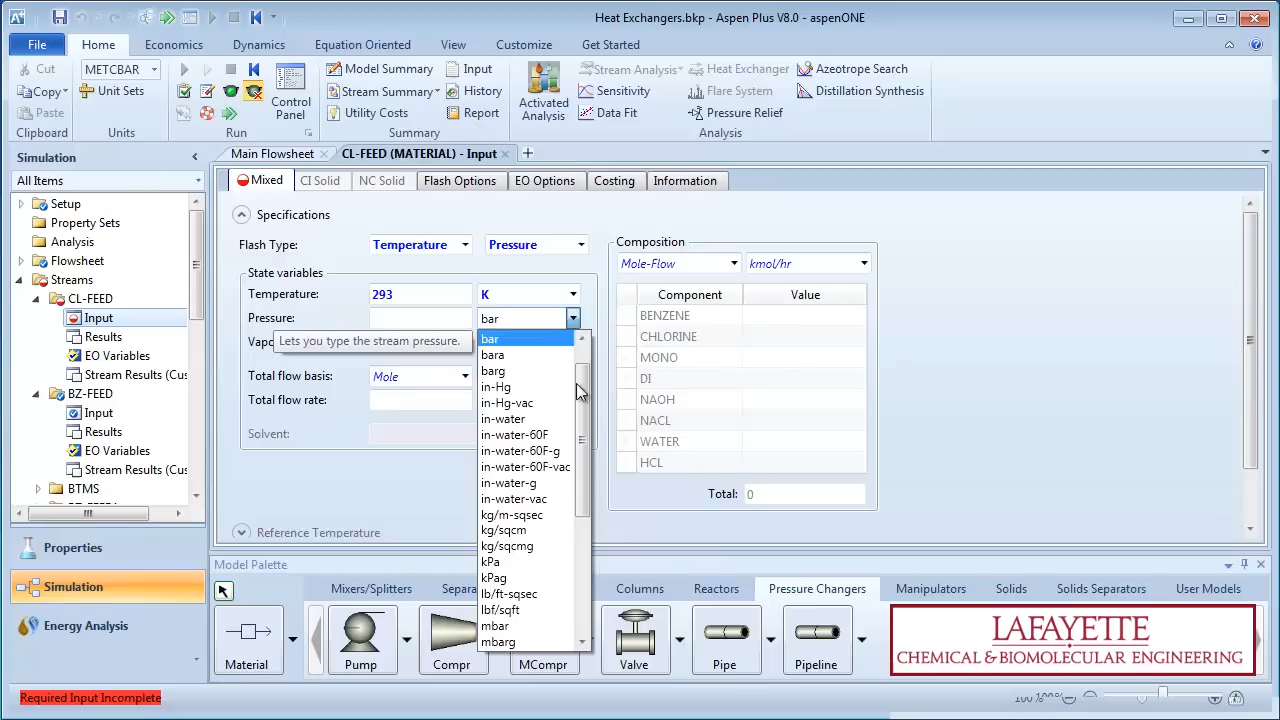 Heat Exchangers.bkp - Aspen Plus V8.0 - aspenONE
File Home Economics Dynamics Equation Oriented View Customize Get Started
Cut METCBAR Model Summary Input Stream Analysis Heat Exchanger Azeotrope Search
Copy Unit Sets Stream Summary History Sensitivity Flare System Distillation Synthesis
Paste Control Panel Utility Costs Report Activated Analysis Data Fit Pressure Relief
Clipboard Units Run Summary Analysis
Simulation Main Flowsheet CL-FEED (MATERIAL) - Input
All Items Mixed CI Solid NC Solid Flash Options EO Options Costing Information
Setup
Property Sets
Analysis
Flowsheet
Streams
CL-FEED
Input
Results
EO Variables
Stream Results (Cus
BZ-FEED
Input
Results
EO Variables
Stream Results (Cus
BTMS
Specifications
Flash Type: Temperature Pressure
State variables
Temperature: 293 K
Pressure: bar
Vapo
Lets you type the stream pressure.
Total flow basis: Mole
Total flow rate:
Solvent:
Reference Temperature
bar
bara
barg
in-Hg
in-Hg-vac
in-water
in-water-60F
in-water-60F-g
in-water-60F-vac
in-water-g
in-water-vac
kg/m-sqsec
kg/sqcm
kg/sqcmg
kPa
kPag
lb/ft-sqsec
lbf/sqft
mbar
mbarg
Composition
Mole-Flow kmol/hr
Component Value
BENZENE
CHLORINE
MONO
DI
NAOH
NACL
WATER
HCL
Total: 0
Properties
Simulation
Energy Analysis
Model Palette
Mixers/Splitters Separa Columns Reactors Pressure Changers Manipulators Solids Solids Separators User Models
Material Pump Compr MCompr Valve Pipe Pipeline
LAFAYETTE
CHEMICAL & BIOMOLECULAR ENGINEERING
Required Input Incomplete